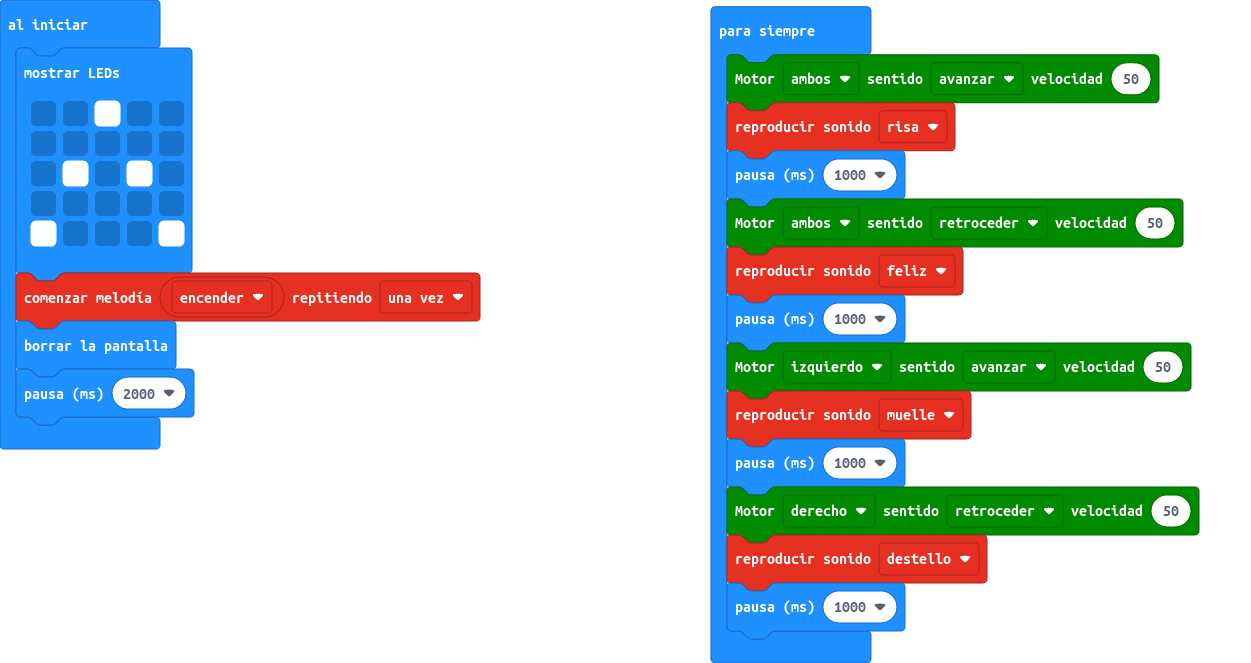 al iniciar
mostrar LEDs
comenzar melodía encender repitiendo una vez
borrar la pantalla
pausa (ms) 2000
para siempre
Motor ambos sentido avanzar velocidad 50
reproducir sonido risa
pausa (ms) 1000
Motor ambos sentido retroceder velocidad 50
reproducir sonido feliz
pausa (ms) 1000
Motor izquierdo sentido avanzar velocidad 50
reproducir sonido muelle
pausa (ms) 1000
Motor derecho sentido retroceder velocidad 50
reproducir sonido destello
pausa (ms) 1000